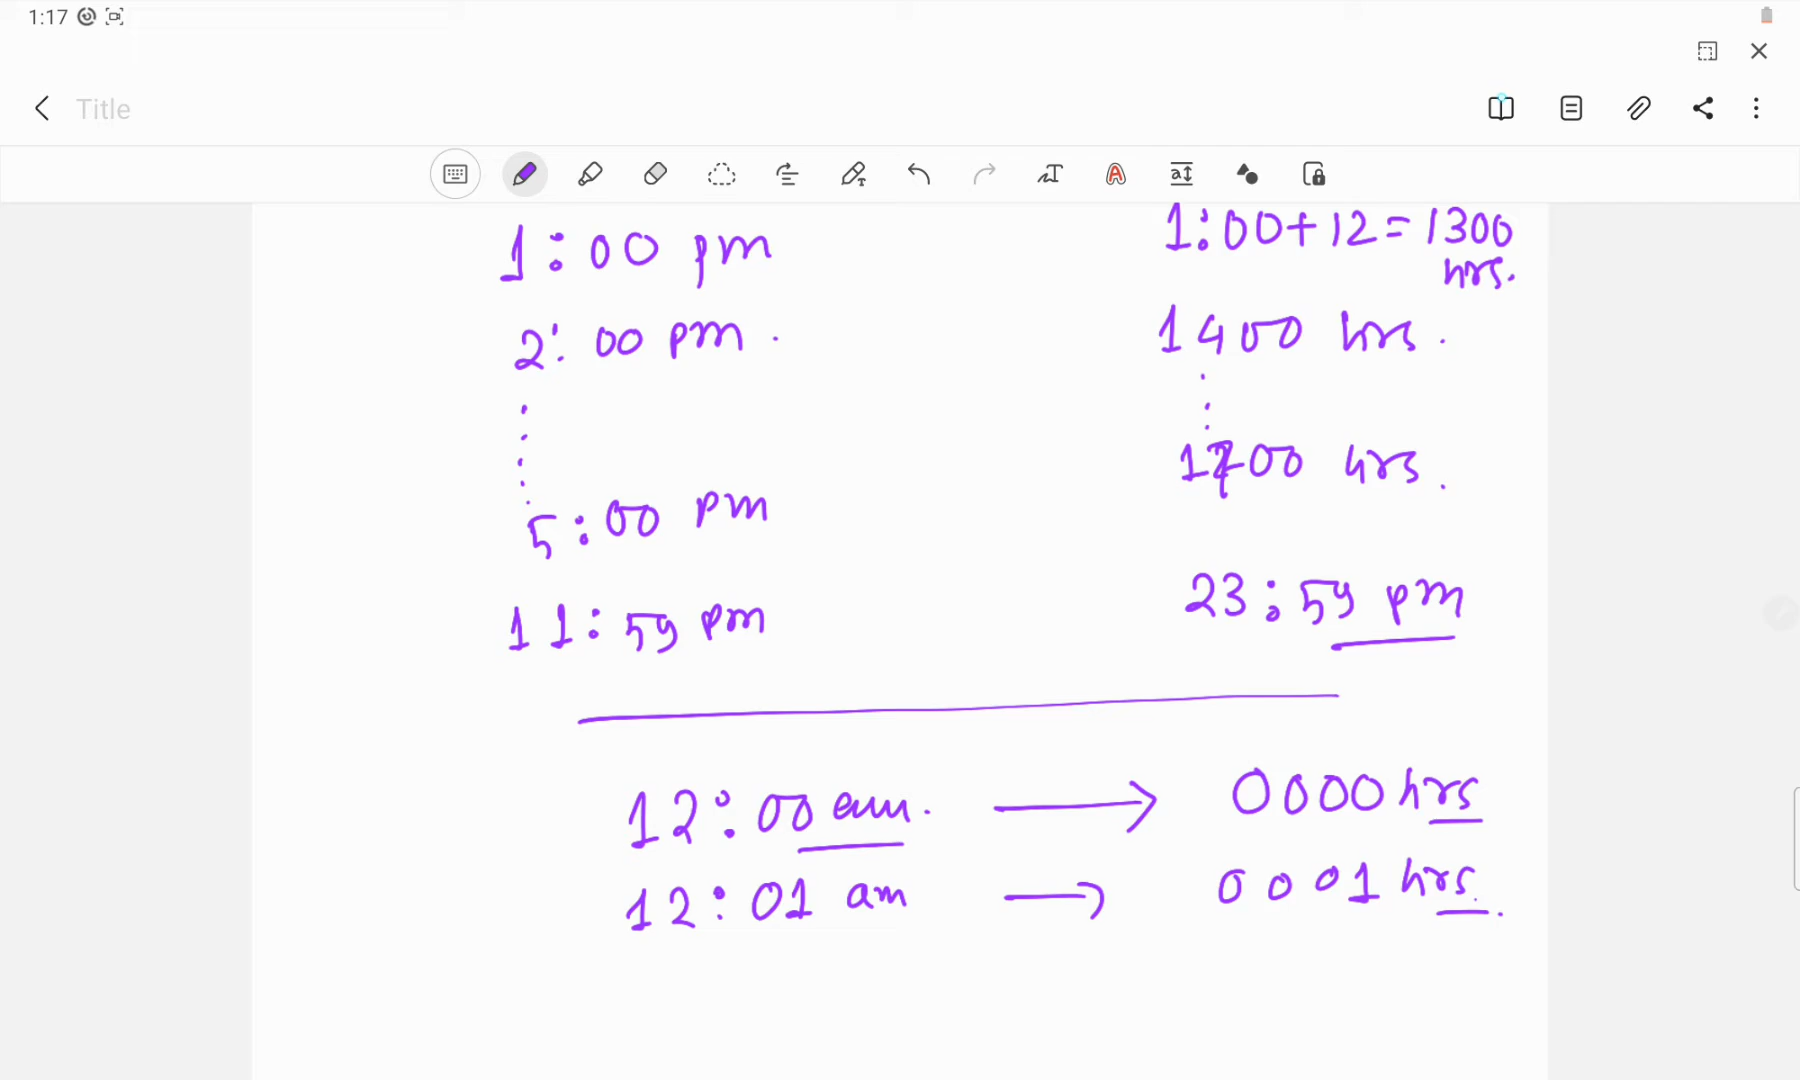 1:17
Title
1:00 pm
1:00+12=1300
hrs.
2:00 pm.
1400 hrs.
1700 hrs.
5:00 pm
11:59 pm
23:59 pm
12:00 am. → 0000 hrs
12:01 am → 0001 hrs.